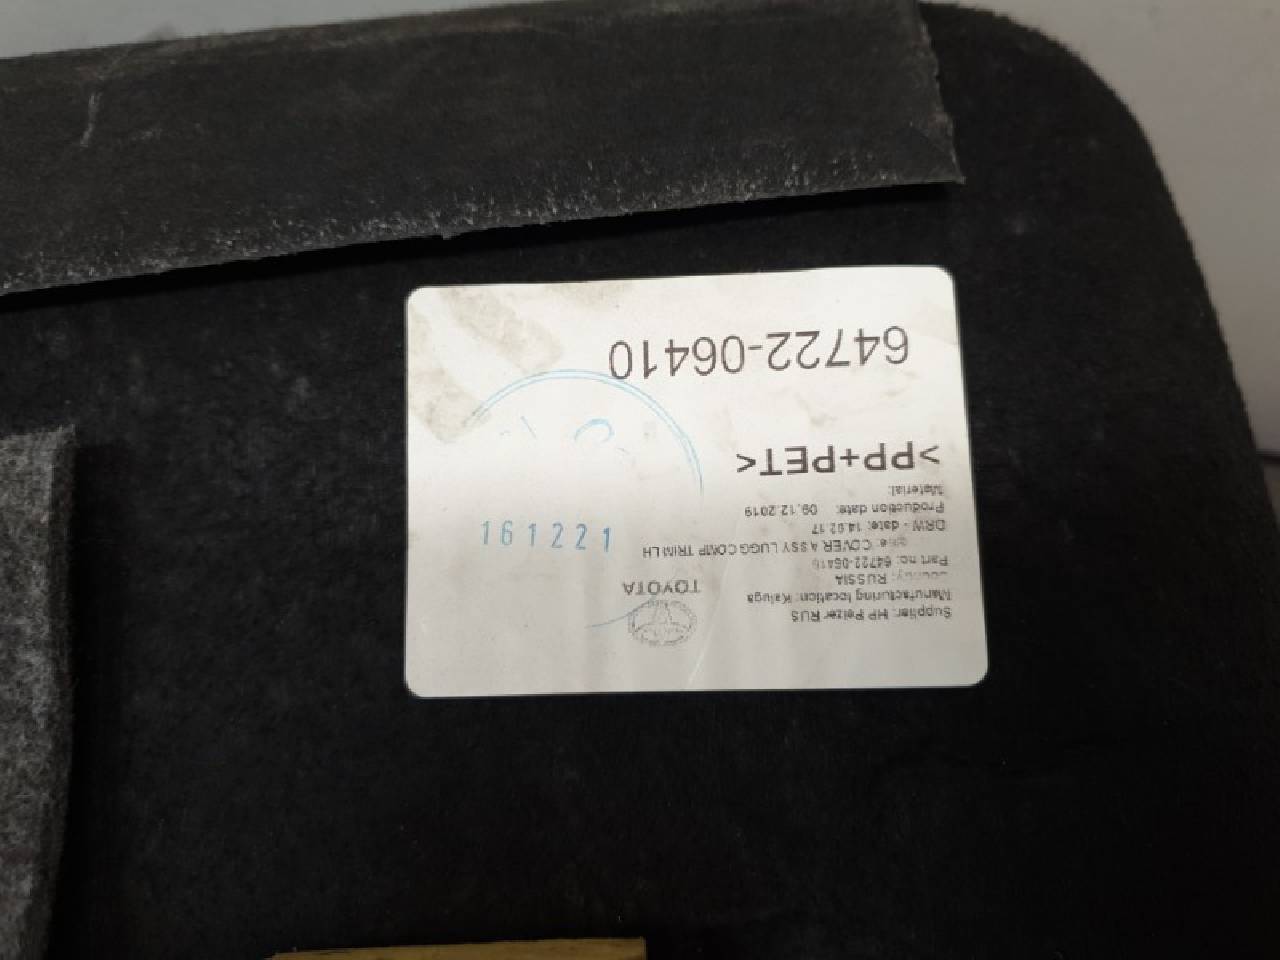 Supplier: HP Pelzer RUS
Manufacturing location: Kaluga
Country: RUSSIA
TOYOTA
Part no.: 64722-06410
COVER ASSY LUGG COMP TRIM LH
DRW - date: 14.02.17
Production date: 09.12.2019
Material:
>PP+PET<
64722-06410
161221